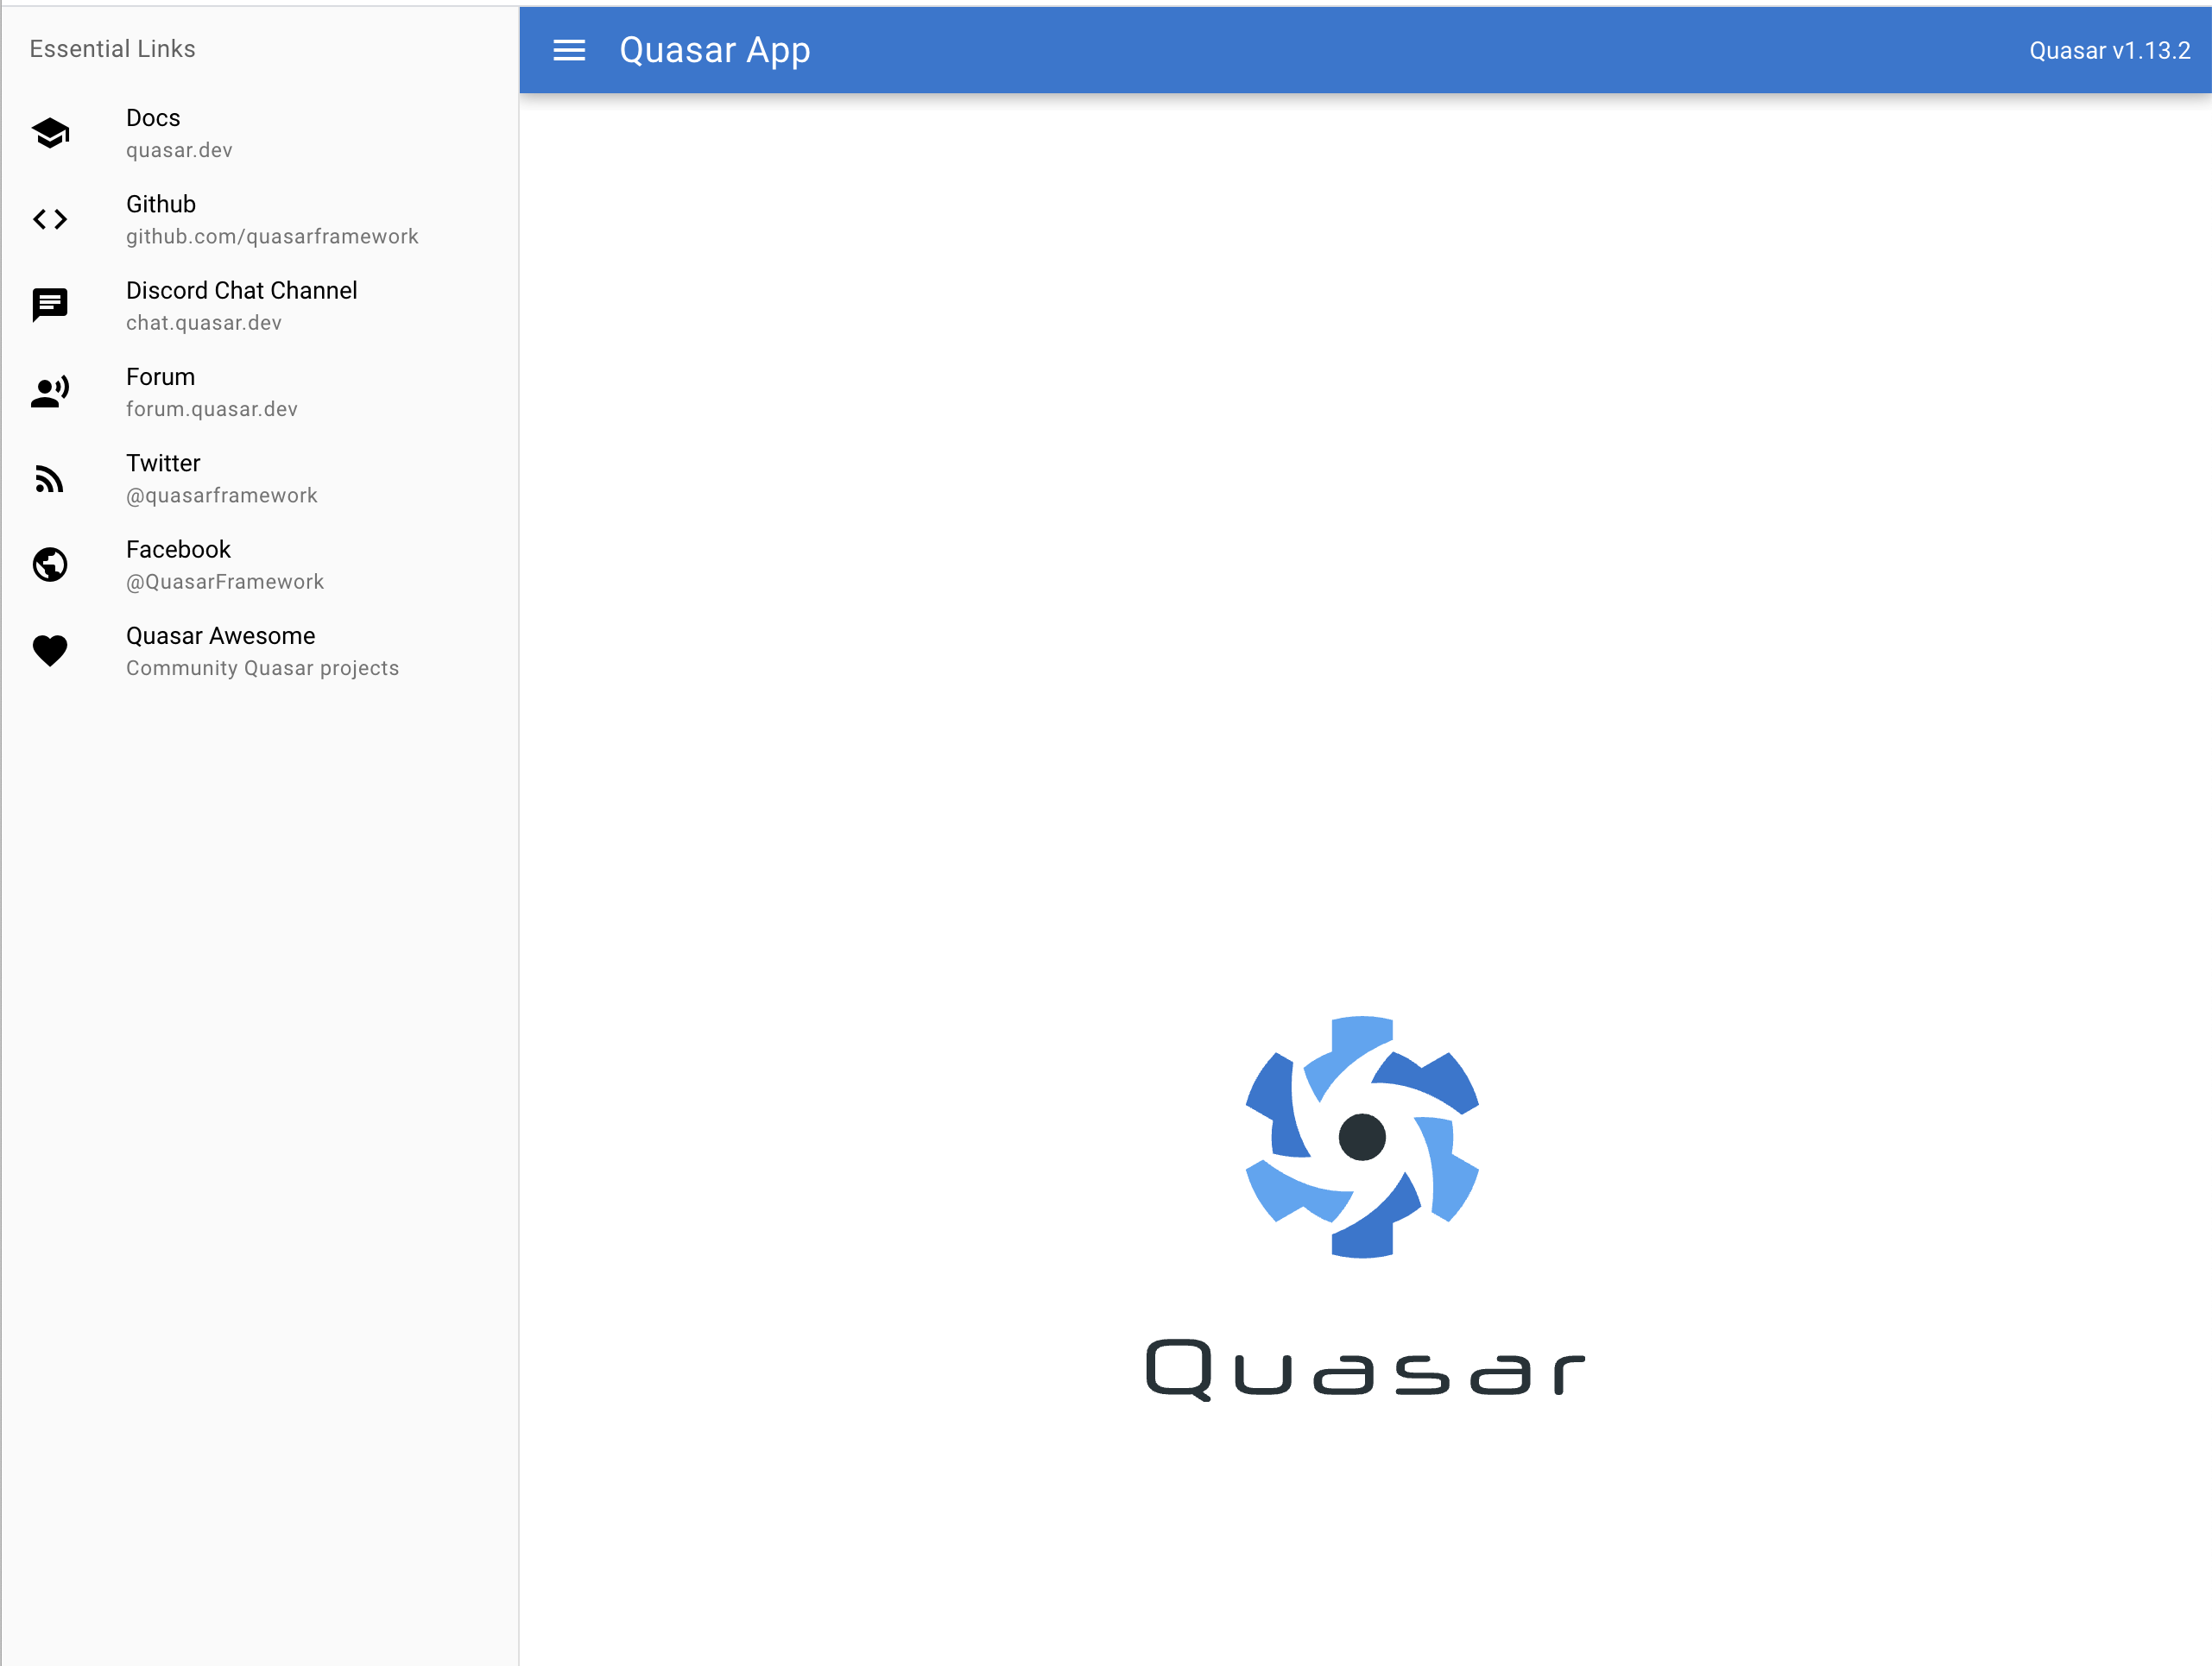 Essential Links
Docs
quasar.dev
Github
github.com/quasarframework
Discord Chat Channel
chat.quasar.dev
Forum
forum.quasar.dev
Twitter
@quasarframework
Facebook
@QuasarFramework
Quasar Awesome
Community Quasar projects
Quasar App
Quasar v1.13.2
Quasar